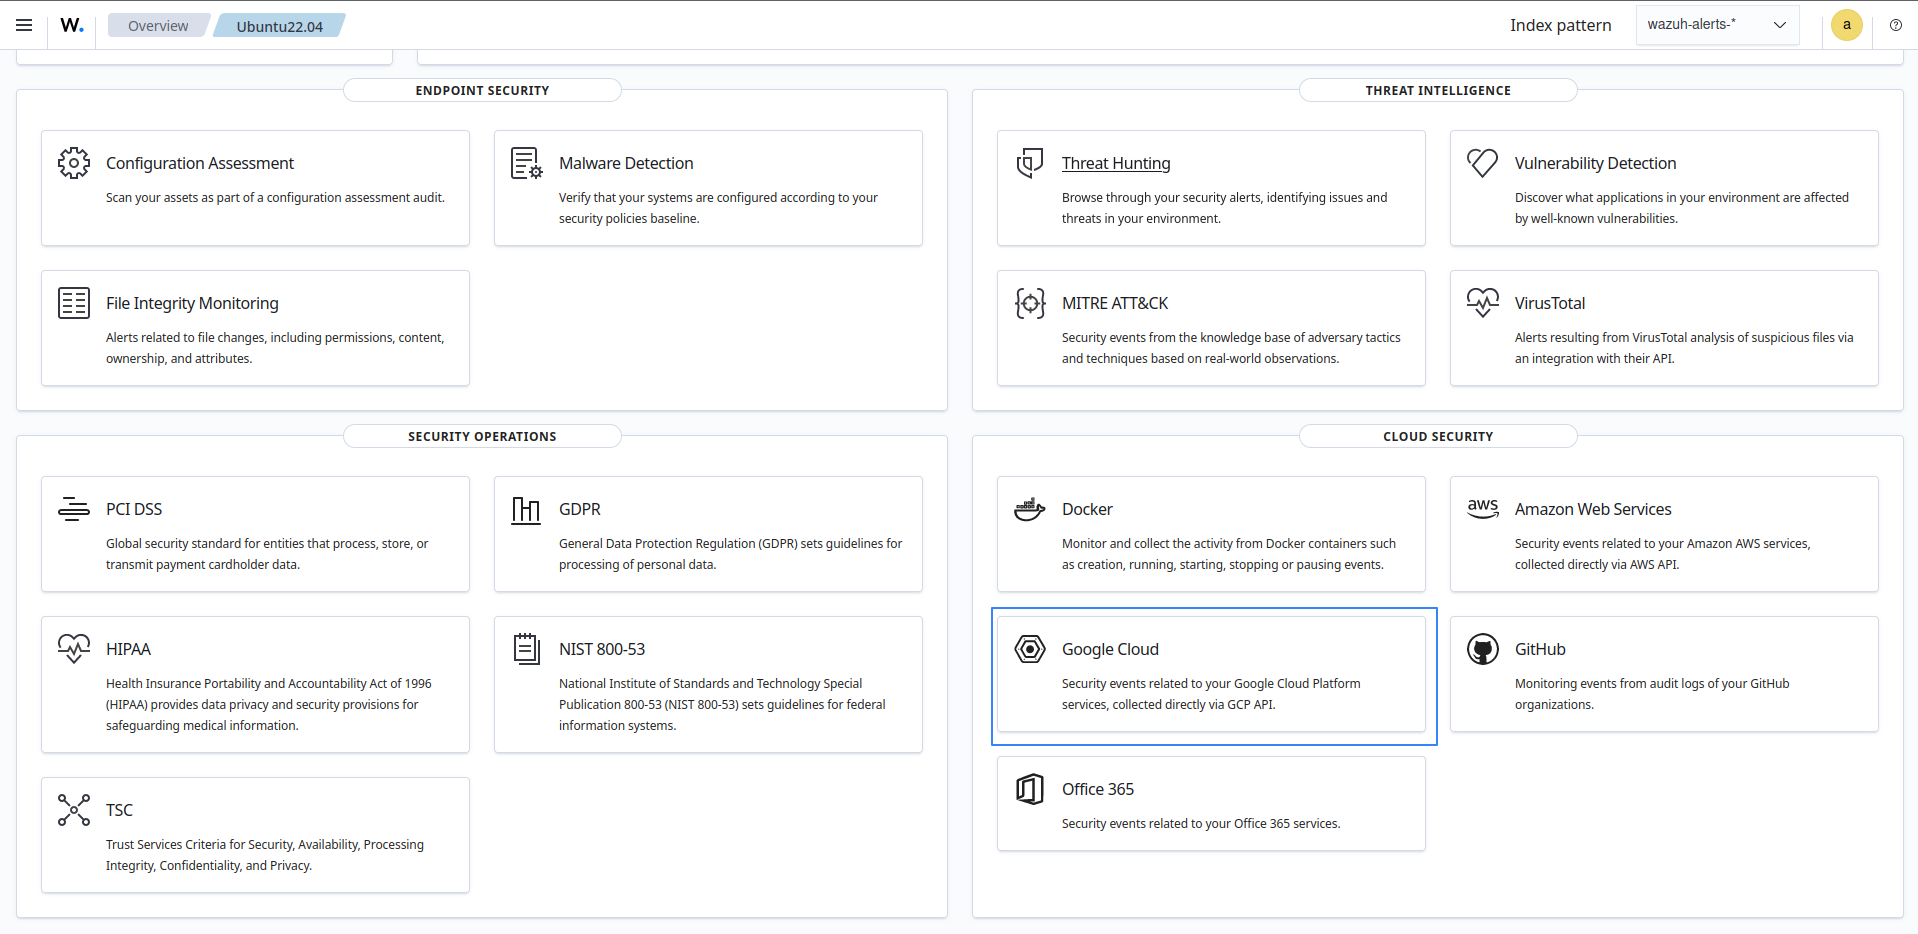 W.
Overview
Ubuntu22.04
Index pattern
wazuh-alerts-*
a
ENDPOINT SECURITY
Configuration Assessment
Scan your assets as part of a configuration assessment audit.
Malware Detection
Verify that your systems are configured according to your
security policies baseline.
File Integrity Monitoring
Alerts related to file changes, including permissions, content,
ownership, and attributes.
THREAT INTELLIGENCE
Threat Hunting
Browse through your security alerts, identifying issues and
threats in your environment.
Vulnerability Detection
Discover what applications in your environment are affected
by well-known vulnerabilities.
MITRE ATT&CK
Security events from the knowledge base of adversary tactics
and techniques based on real-world observations.
VirusTotal
Alerts resulting from VirusTotal analysis of suspicious files via
an integration with their API.
SECURITY OPERATIONS
PCI DSS
Global security standard for entities that process, store, or
transmit payment cardholder data.
GDPR
General Data Protection Regulation (GDPR) sets guidelines for
processing of personal data.
HIPAA
Health Insurance Portability and Accountability Act of 1996
(HIPAA) provides data privacy and security provisions for
safeguarding medical information.
NIST 800-53
National Institute of Standards and Technology Special
Publication 800-53 (NIST 800-53) sets guidelines for federal
information systems.
TSC
Trust Services Criteria for Security, Availability, Processing
Integrity, Confidentiality, and Privacy.
CLOUD SECURITY
Docker
Monitor and collect the activity from Docker containers such
as creation, running, starting, stopping or pausing events.
aws
Amazon Web Services
Security events related to your Amazon AWS services,
collected directly via AWS API.
Google Cloud
Security events related to your Google Cloud Platform
services, collected directly via GCP API.
GitHub
Monitoring events from audit logs of your GitHub
organizations.
Office 365
Security events related to your Office 365 services.